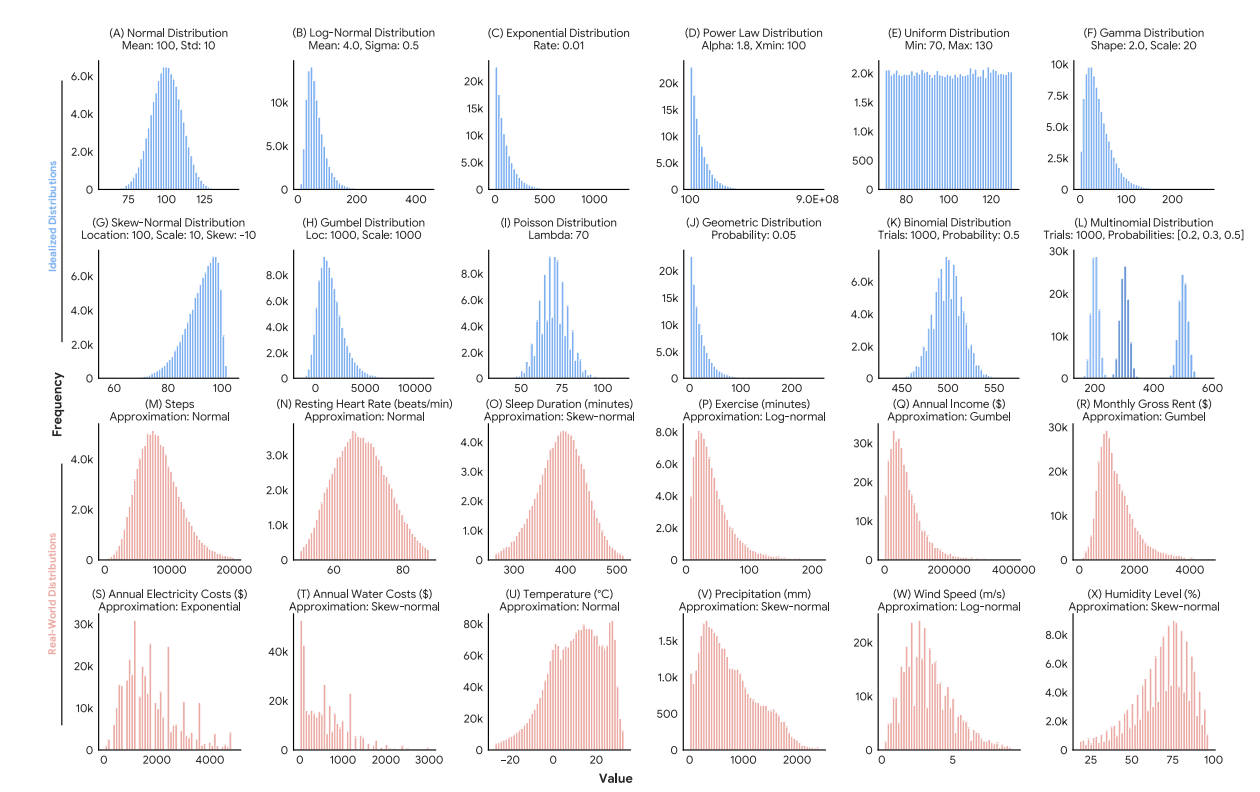 (A) Normal Distribution
Mean: 100, Std: 10
6.0k
4.0k
2.0k
0
75
100
125
(B) Log-Normal Distribution
Mean: 4.0, Sigma: 0.5
10k
5.0k
0
0
200
400
(C) Exponential Distribution
Rate: 0.01
20k
15k
10k
5.0k
0
0
500
1000
(D) Power Law Distribution
Alpha: 1.8, Xmin: 100
20k
15k
10k
5.0k
0
100
9.0E+08
(E) Uniform Distribution
Min: 70, Max: 130
2.0k
1.5k
1.0k
500
0
80
100
120
(F) Gamma Distribution
Shape: 2.0, Scale: 20
10k
7.5k
5.0k
2.5k
0
0
100
200
Idealized Distributions
(G) Skew-Normal Distribution
Location: 100, Scale: 10, Skew: -10
6.0k
4.0k
2.0k
0
60
80
100
(H) Gumbel Distribution
Loc: 1000, Scale: 1000
8.0k
6.0k
4.0k
2.0k
0
0
5000
10000
(I) Poisson Distribution
Lambda: 70
8.0k
6.0k
4.0k
2.0k
0
50
75
100
(J) Geometric Distribution
Probability: 0.05
20k
15k
10k
5.0k
0
0
100
200
(K) Binomial Distribution
Trials: 1000, Probability: 0.5
6.0k
4.0k
2.0k
0
450
500
550
(L) Multinomial Distribution
Trials: 1000, Probabilities: [0.2, 0.3, 0.5]
30k
20k
10k
0
200
400
600
Frequency
(M) Steps
Approximation: Normal
4.0k
2.0k
0
0
10000
20000
(N) Resting Heart Rate (beats/min)
Approximation: Normal
3.0k
2.0k
1.0k
0
60
80
(O) Sleep Duration (minutes)
Approximation: Skew-normal
4.0k
3.0k
2.0k
1.0k
0
300
400
500
(P) Exercise (minutes)
Approximation: Log-normal
8.0k
6.0k
4.0k
2.0k
0
0
100
200
(Q) Annual Income ($)
Approximation: Gumbel
30k
20k
10k
0
0
200000
400000
(R) Monthly Gross Rent ($)
Approximation: Gumbel
30k
20k
10k
0
0
2000
4000
Real-World Distributions
(S) Annual Electricity Costs ($)
Approximation: Exponential
30k
20k
10k
0
0
2000
4000
(T) Annual Water Costs ($)
Approximation: Skew-normal
40k
20k
0
0
1000
2000
3000
(U) Temperature (°C)
Approximation: Normal
80k
60k
40k
20k
0
−20
0
20
(V) Precipitation (mm)
Approximation: Skew-normal
1.5k
1.0k
500
0
0
1000
2000
(W) Wind Speed (m/s)
Approximation: Log-normal
20k
10k
0
0
5
(X) Humidity Level (%)
Approximation: Skew-normal
8.0k
6.0k
4.0k
2.0k
0
25
50
75
100
Value